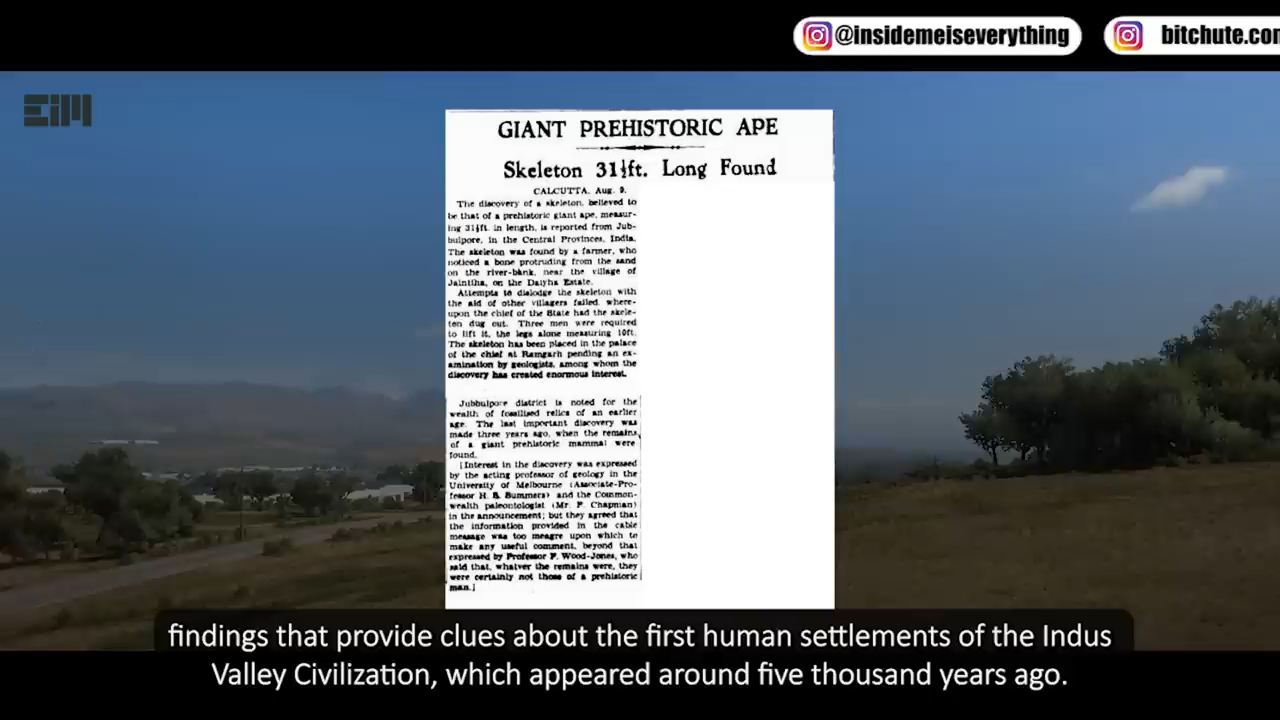 @insidemeiseverything
bitchute.com
EIM
GIANT PREHISTORIC APE
Skeleton 31½ft. Long Found
CALCUTTA, Aug. 9.
The discovery of a skeleton, believed to
be that of a prehistoric giant ape, measur-
ing 31½ft. in length, is reported from Jub-
bulpore, in the Central Provinces, India.
The skeleton was found by a farmer, who
noticed a bone protruding from the sand
on the river-bank, near the village of
Jaintiha, on the Daiyha Estate.
Attempts to dislodge the skeleton with
the aid of other villagers failed, where-
upon the chief of the State had the skele-
ton dug out. Three men were required
to lift it, the legs alone measuring 10ft.
The skeleton has been placed in the palace
of the chief at Ramgarh pending an ex-
amination by geologists, among whom the
discovery has created enormous interest.
Jubbulpore district is noted for the
wealth of fossilised relics of an earlier
age. The last important discovery was
made three years ago, when the remains
of a giant prehistoric mammal were
found.
[Interest in the discovery was expressed
by the acting professor of geology in the
University of Melbourne (Associate-Pro-
fessor H. S. Summers) and the Common-
wealth paleontologist (Mr. F. Chapman)
in the announcement; but they agreed that
the information provided in the cable
message was too meagre upon which to
make any useful comment, beyond that
expressed by Professor F. Wood-Jones, who
said that, whatver the remains were, they
were certainly not those of a prehistoric
man.]
findings that provide clues about the first human settlements of the Indus
Valley Civilization, which appeared around five thousand years ago.